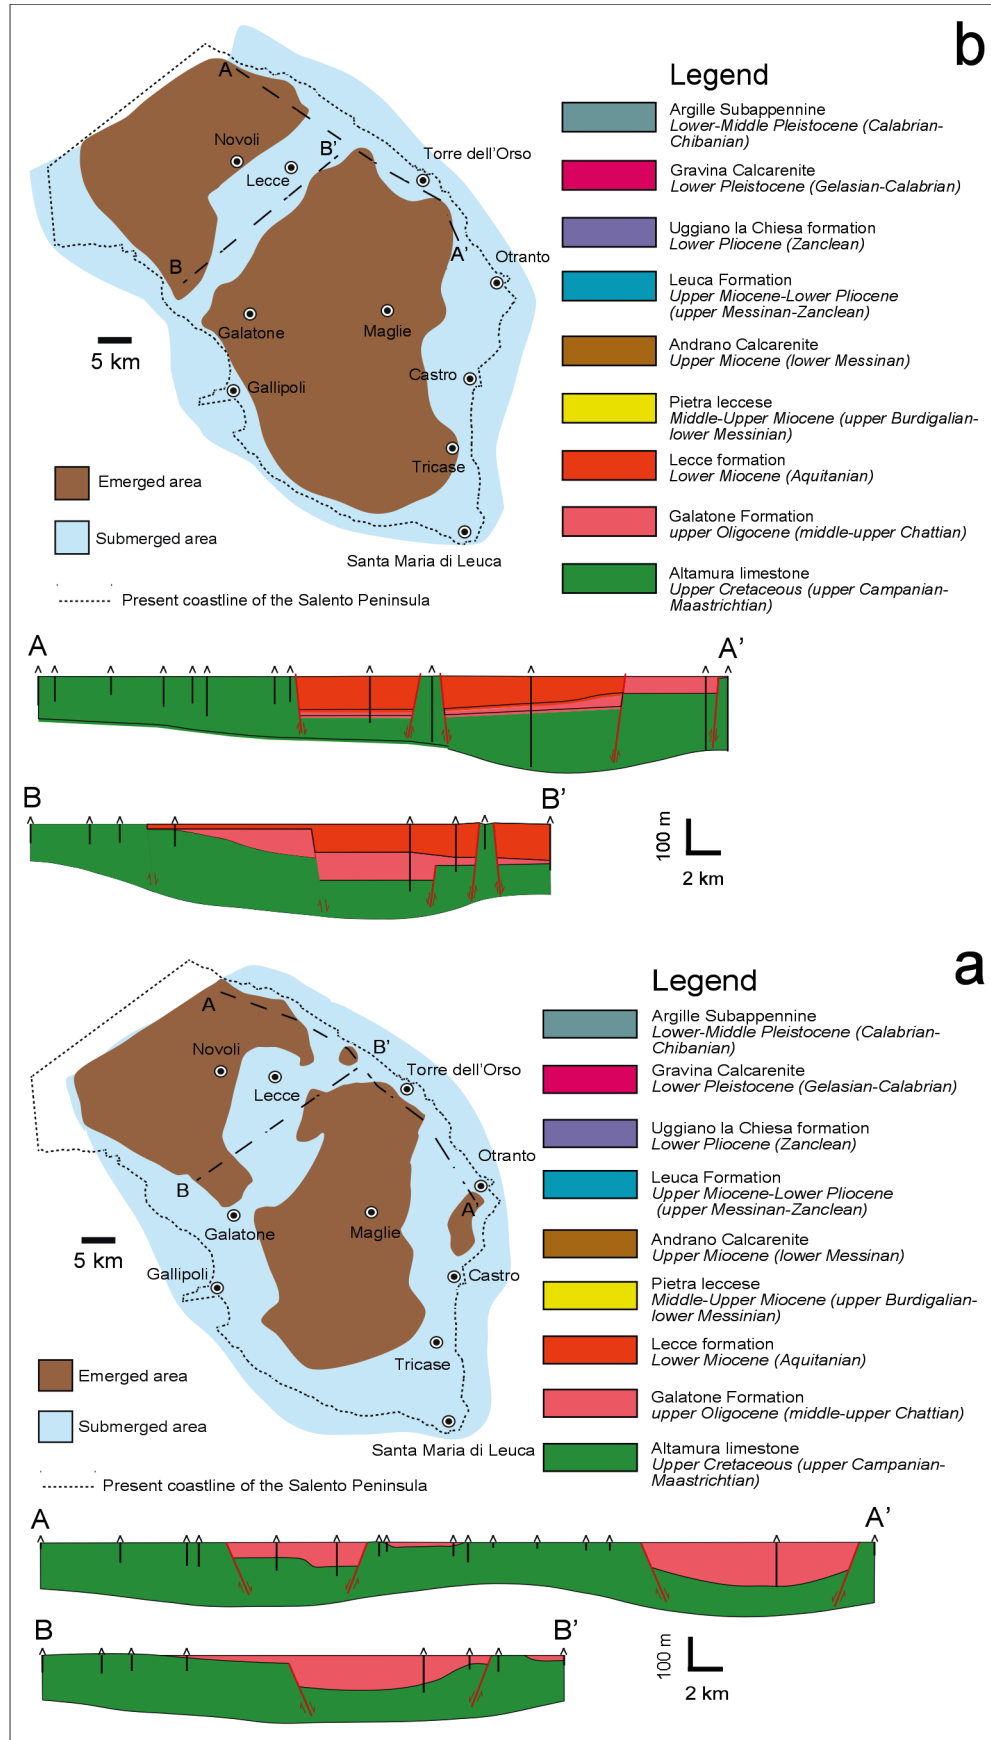 b
A
Novoli
B'
Lecce
Torre dell'Orso
A'
Otranto
B
Galatone
Maglie
5 km
Castro
Gallipoli
Tricase
Emerged area
Submerged area
Santa Maria di Leuca
Present coastline of the Salento Peninsula
Legend
Argille Subappennine
Lower-Middle Pleistocene (Calabrian-
Chibanian)
Gravina Calcarenite
Lower Pleistocene (Gelasian-Calabrian)
Uggiano la Chiesa formation
Lower Pliocene (Zanclean)
Leuca Formation
Upper Miocene-Lower Pliocene
(upper Messinan-Zanclean)
Andrano Calcarenite
Upper Miocene (lower Messinan)
Pietra leccese
Middle-Upper Miocene (upper Burdigalian-
lower Messinian)
Lecce formation
Lower Miocene (Aquitanian)
Galatone Formation
upper Oligocene (middle-upper Chattian)
Altamura limestone
Upper Cretaceous (upper Campanian-
Maastrichtian)
A
A'
B
B'
100 m
2 km
a
A
Novoli
B'
Torre dell'Orso
Lecce
Otranto
B
A'
Galatone
Maglie
5 km
Gallipoli
Castro
Tricase
Emerged area
Submerged area
Santa Maria di Leuca
Present coastline of the Salento Peninsula
Legend
Argille Subappennine
Lower-Middle Pleistocene (Calabrian-
Chibanian)
Gravina Calcarenite
Lower Pleistocene (Gelasian-Calabrian)
Uggiano la Chiesa formation
Lower Pliocene (Zanclean)
Leuca Formation
Upper Miocene-Lower Pliocene
(upper Messinan-Zanclean)
Andrano Calcarenite
Upper Miocene (lower Messinan)
Pietra leccese
Middle-Upper Miocene (upper Burdigalian-
lower Messinian)
Lecce formation
Lower Miocene (Aquitanian)
Galatone Formation
upper Oligocene (middle-upper Chattian)
Altamura limestone
Upper Cretaceous (upper Campanian-
Maastrichtian)
A
A'
B
B'
100 m
2 km